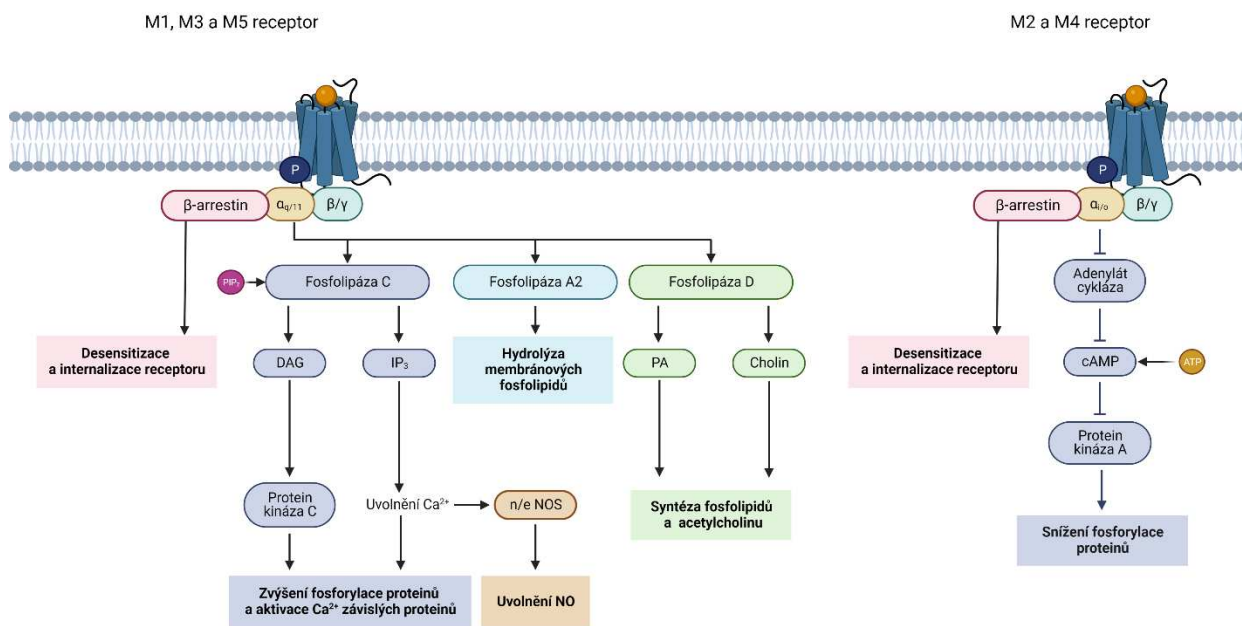 M1, M3 a M5 receptor
M2 a M4 receptor
P
β-arrestin
αq/11
β/γ
P
β-arrestin
αi/o
β/γ
PIP₂
Fosfolipáza C
Fosfolipáza A2
Fosfolipáza D
Adenylát
cykláza
Desensitizace
a internalizace receptoru
DAG
IP₃
Hydrolýza
membránových
fosfolipidů
PA
Cholin
Desensitizace
a internalizace receptoru
cAMP
ATP
Protein
kináza A
Protein
kináza C
Uvolnění Ca²⁺
n/e NOS
Syntéza fosfolipidů
a acetylcholinu
Snížení fosforylace
proteinů
Zvýšení fosforylace proteinů
a aktivace Ca²⁺ závislých proteinů
Uvolnění NO